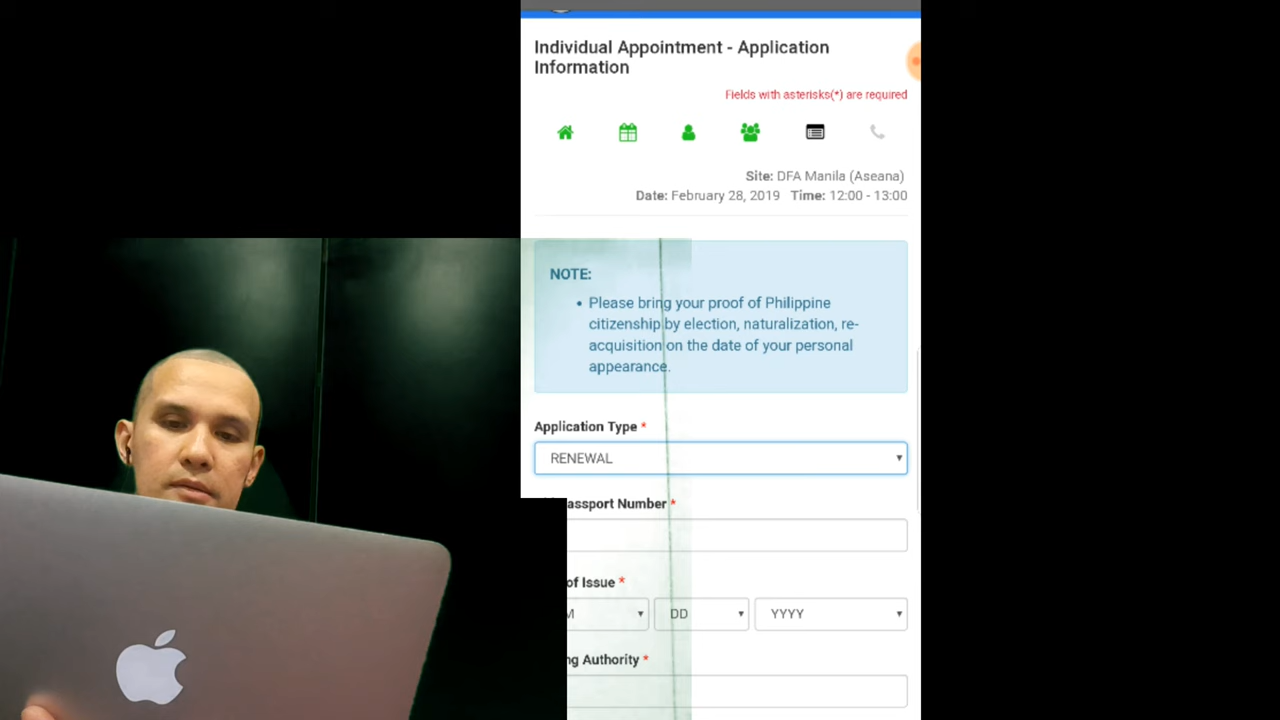 Individual Appointment - Application
Information
Fields with asterisks(*) are required
Site: DFA Manila (Aseana)
Date: February 28, 2019 Time: 12:00 - 13:00
NOTE:
• Please bring your proof of Philippine
citizenship by election, naturalization, re-
acquisition on the date of your personal
appearance.
Application Type *
RENEWAL
assport Number *
of Issue *
M DD YYYY
ng Authority *